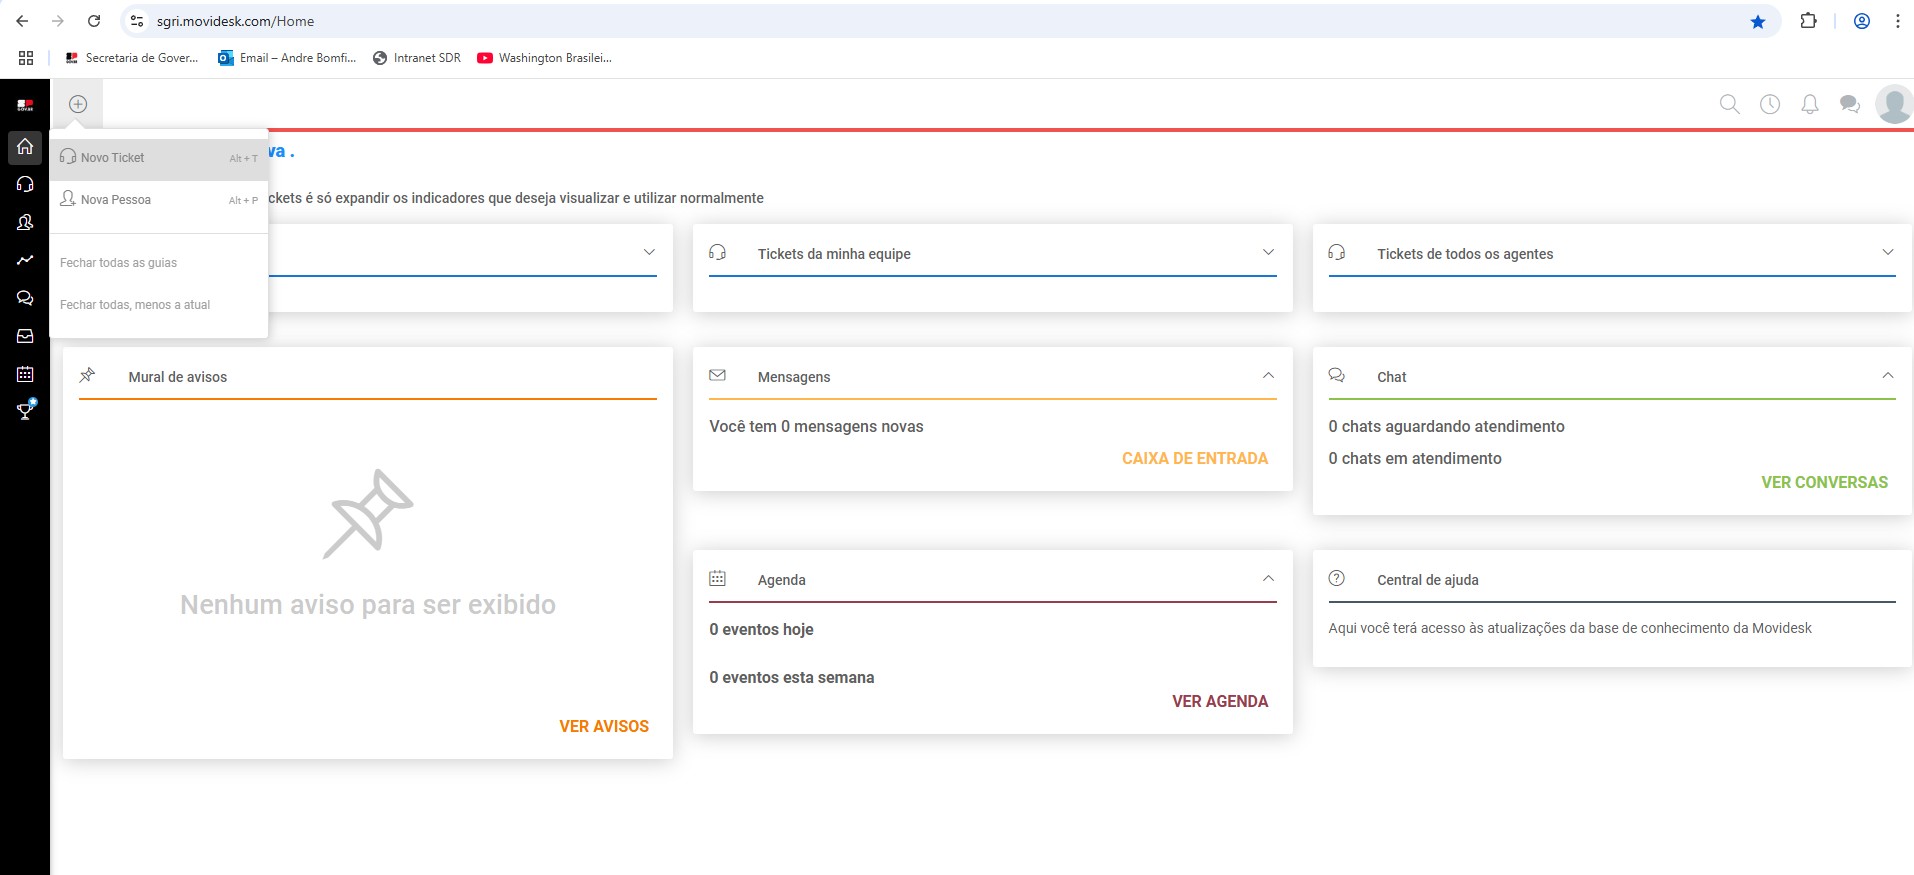 sgri.movidesk.com/Home
Secretaria de Gover...
Email – Andre Bomfi...
Intranet SDR
Washington Brasilei...
Novo Ticket Alt + T
Nova Pessoa Alt + P
Fechar todas as guias
Fechar todas, menos a atual
va .
ckets é só expandir os indicadores que deseja visualizar e utilizar normalmente
Tickets da minha equipe
Tickets de todos os agentes
Mural de avisos
Nenhum aviso para ser exibido
VER AVISOS
Mensagens
Você tem 0 mensagens novas
CAIXA DE ENTRADA
Chat
0 chats aguardando atendimento
0 chats em atendimento
VER CONVERSAS
Agenda
0 eventos hoje
0 eventos esta semana
VER AGENDA
Central de ajuda
Aqui você terá acesso às atualizações da base de conhecimento da Movidesk